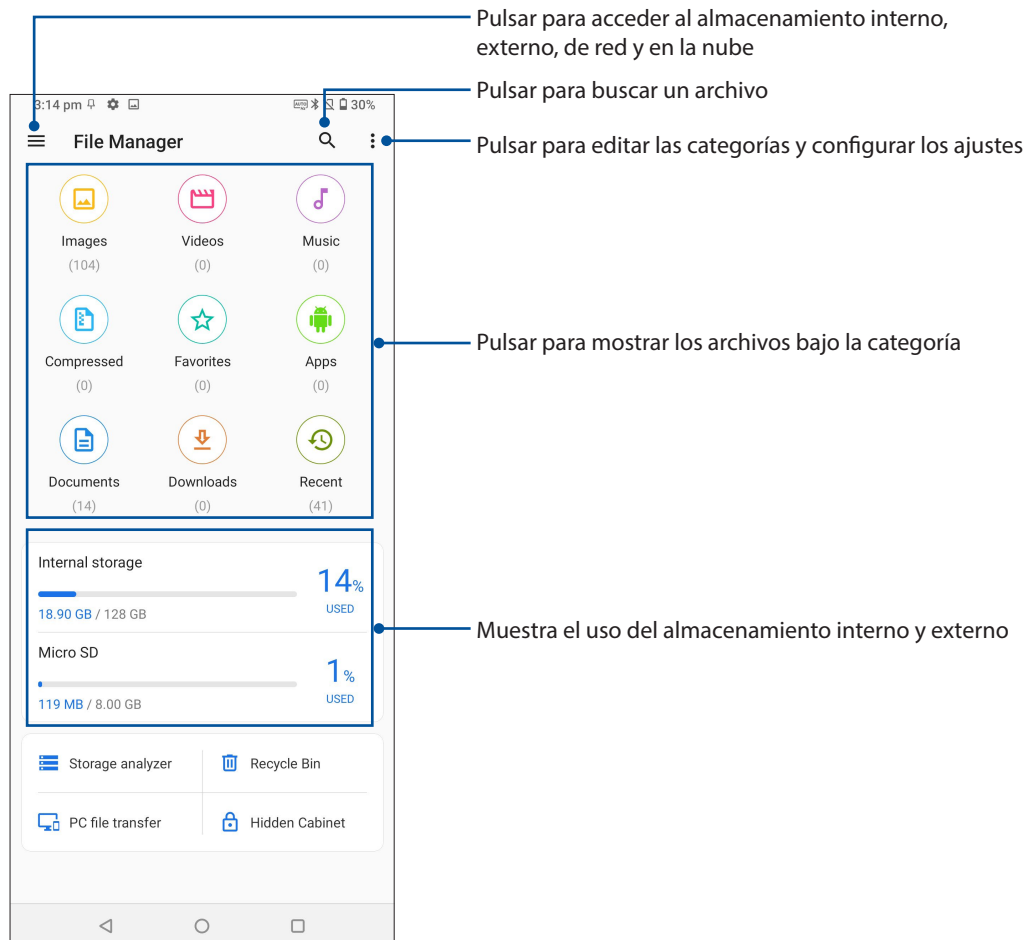 Pulsar para acceder al almacenamiento interno,
externo, de red y en la nube
Pulsar para buscar un archivo
Pulsar para editar las categorías y configurar los ajustes
Pulsar para mostrar los archivos bajo la categoría
Muestra el uso del almacenamiento interno y externo
3:14 pm 30%
File Manager
Images Videos Music
(104) (0) (0)
Compressed Favorites Apps
(0) (0) (0)
Documents Downloads Recent
(14) (0) (41)
Internal storage
14%
USED
18.90 GB / 128 GB
Micro SD
1%
USED
119 MB / 8.00 GB
Storage analyzer Recycle Bin
PC file transfer Hidden Cabinet